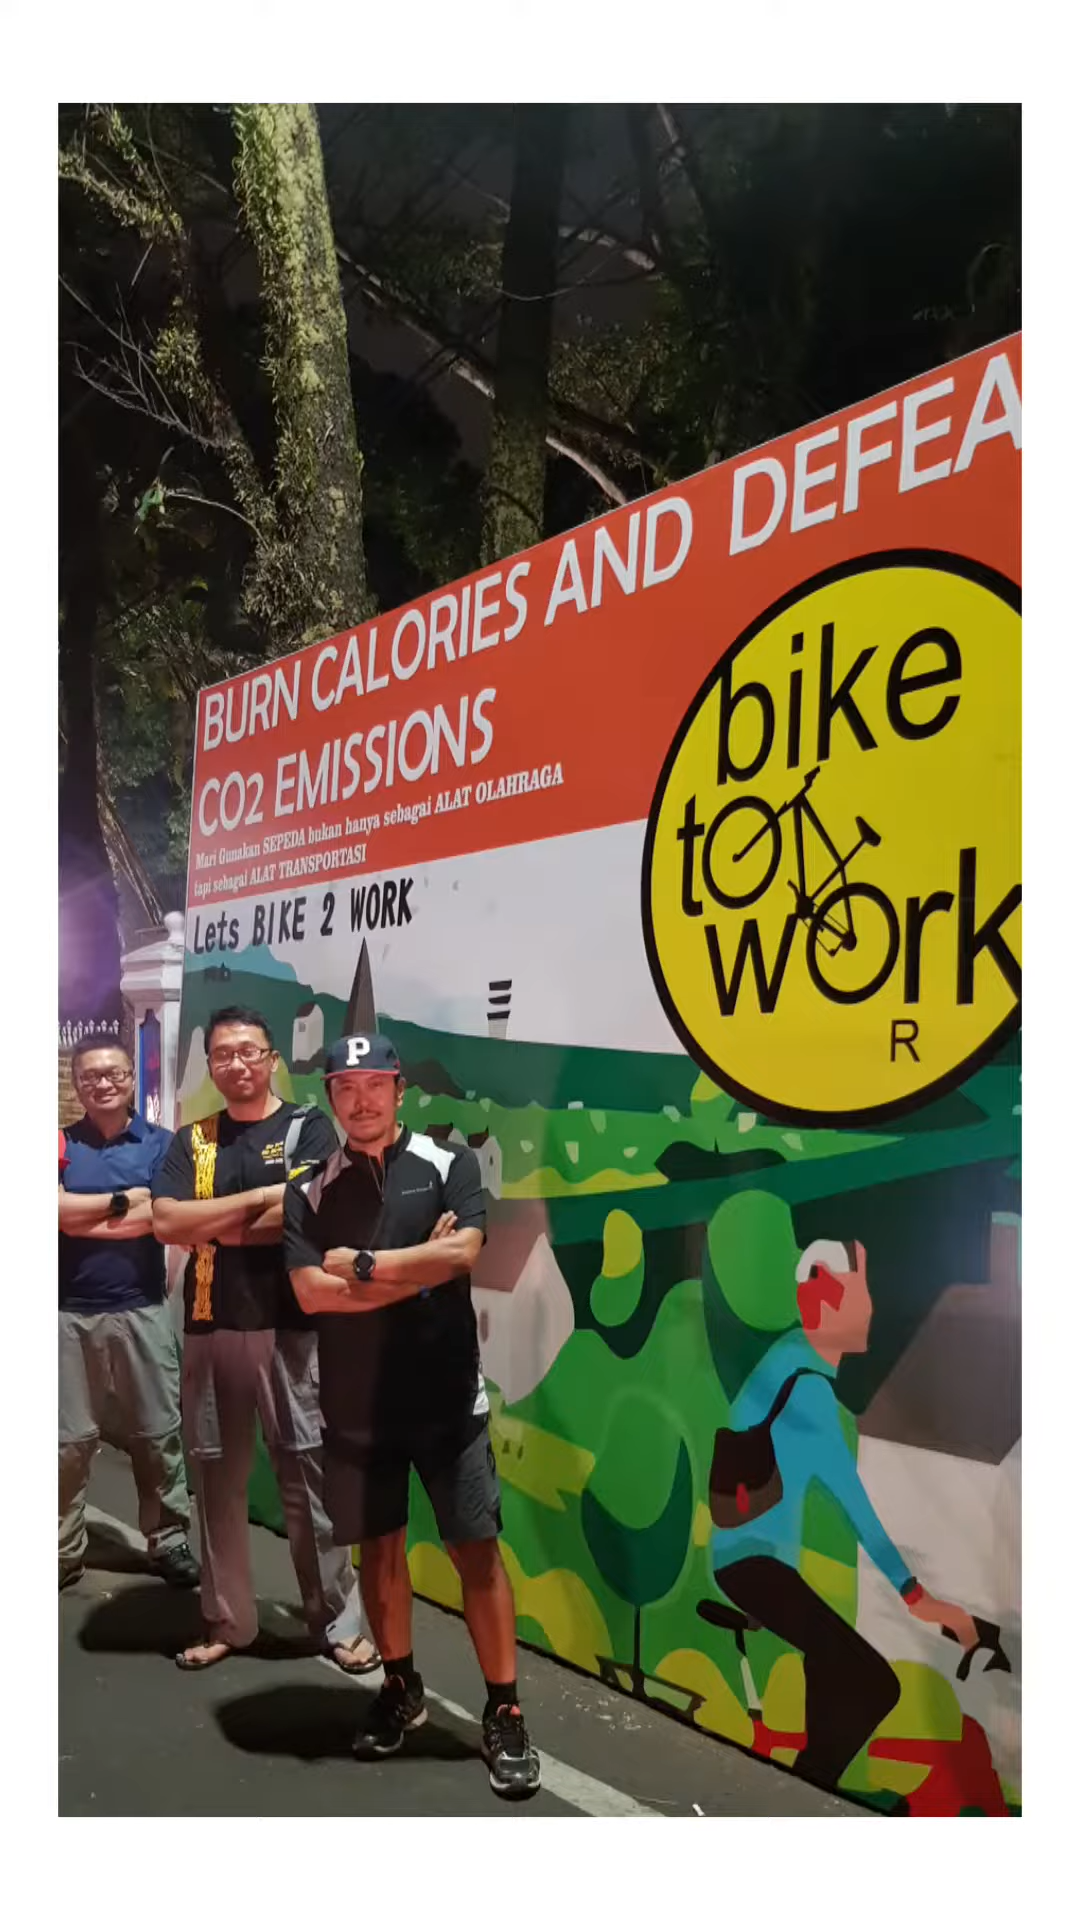 BURN CALORIES AND DEFEA
CO2 EMISSIONS
Mari Gunakan SEPEDA bukan hanya sebagai ALAT OLAHRAGA
tapi sebagai ALAT TRANSPORTASI
Lets BIKE 2 WORK
bike
to
work
R
P